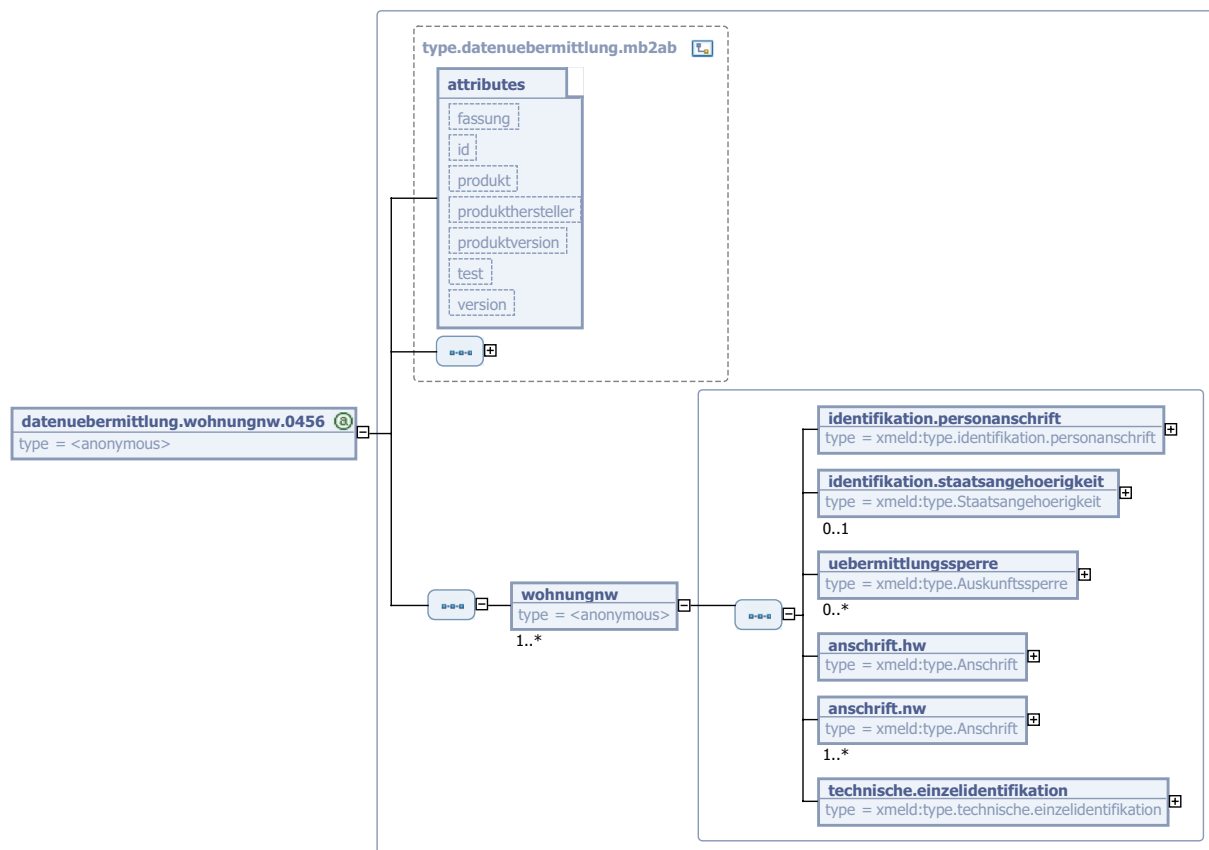 type.datenuebermittlung.mb2ab
attributes
fassung
id
produkt
produkthersteller
produktversion
test
version
datenuebermittlung.wohnungnw.0456 @
type = <anonymous>
wohnungnw
type = <anonymous>
1..*
identifikation.personanschrift
type = xmeld:type.identifikation.personanschrift
identifikation.staatsangehoerigkeit
type = xmeld:type.Staatsangehoerigkeit
0..1
uebermittlungssperre
type = xmeld:type.Auskunftssperre
0..*
anschrift.hw
type = xmeld:type.Anschrift
anschrift.nw
type = xmeld:type.Anschrift
1..*
technische.einzelidentifikation
type = xmeld:type.technische.einzelidentifikation